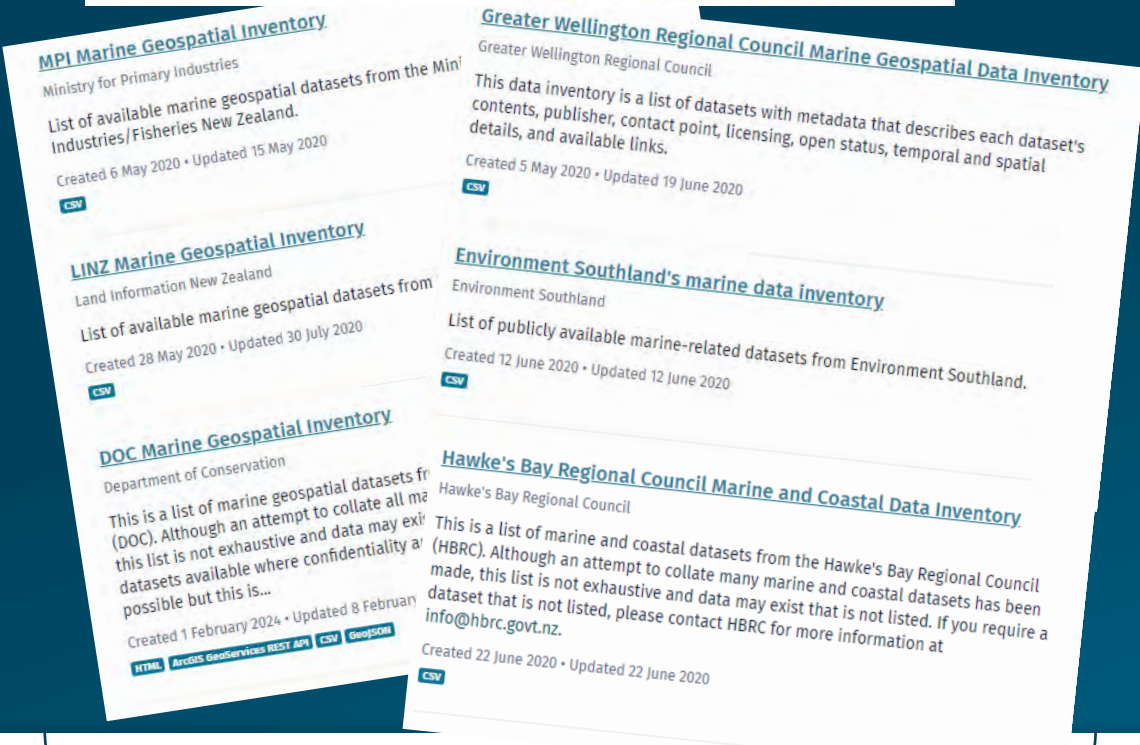 MPI Marine Geospatial Inventory
Ministry for Primary Industries
List of available marine geospatial datasets from the
Industries/Fisheries New Zealand.
Created 6 May 2020 • Updated 15 May 2020
CSV
LINZ Marine Geospatial Inventory
Land Information New Zealand
List of available marine geospatial datasets from
Created 28 May 2020 • Updated 30 July 2020
CSV
DOC Marine Geospatial Inventory
Department of Conservation
This is a list of marine geospatial datasets
(DOC). Although an attempt to collate all
this list is not exhaustive and data may
datasets available where confidentiality
possible but this is...
Created 1 February 2024 • Updated 8 February
HTML ArcGIS GeoServices REST API CSV GeoJSON
Greater Wellington Regional Council Marine Geospatial Data Inventory
Greater Wellington Regional Council
This data inventory is a list of datasets with metadata that describes each dataset's
contents, publisher, contact point, licensing, open status, temporal and spatial
details, and available links.
Created 5 May 2020 • Updated 19 June 2020
CSV
Environment Southland's marine data inventory
Environment Southland
List of publicly available marine-related datasets from Environment Southland.
Created 12 June 2020 • Updated 12 June 2020
CSV
Hawke's Bay Regional Council Marine and Coastal Data Inventory
Hawke's Bay Regional Council
This is a list of marine and coastal datasets from the Hawke's Bay Regional Council
(HBRC). Although an attempt to collate many marine and coastal datasets has been
made, this list is not exhaustive and data may exist that is not listed. If you require a
dataset that is not listed, please contact HBRC for more information at
info@hbrc.govt.nz.
Created 22 June 2020 • Updated 22 June 2020
CSV